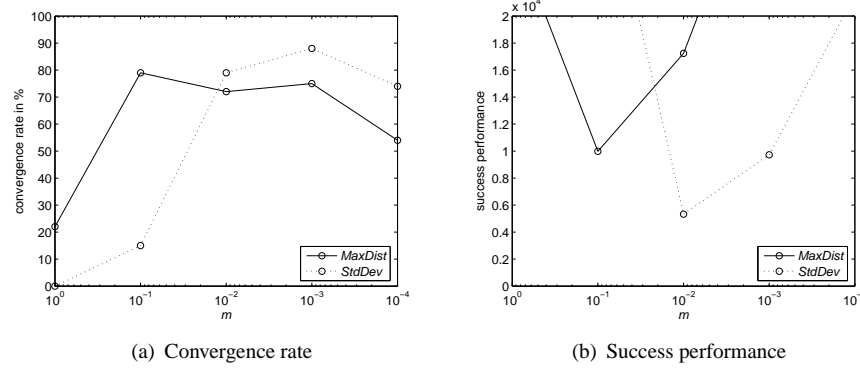 100
90
80
70
60
50
40
30
20
10
0
convergence rate in %
10^0
10^-1
10^-2
10^-3
10^-4
m
MaxDist
StdDev
(a) Convergence rate
x 10^4
2
1.8
1.6
1.4
1.2
1
0.8
0.6
0.4
0.2
0
success performance
10^0
10^-1
10^-2
10^-3
m
MaxDist
StdDev
(b) Success performance